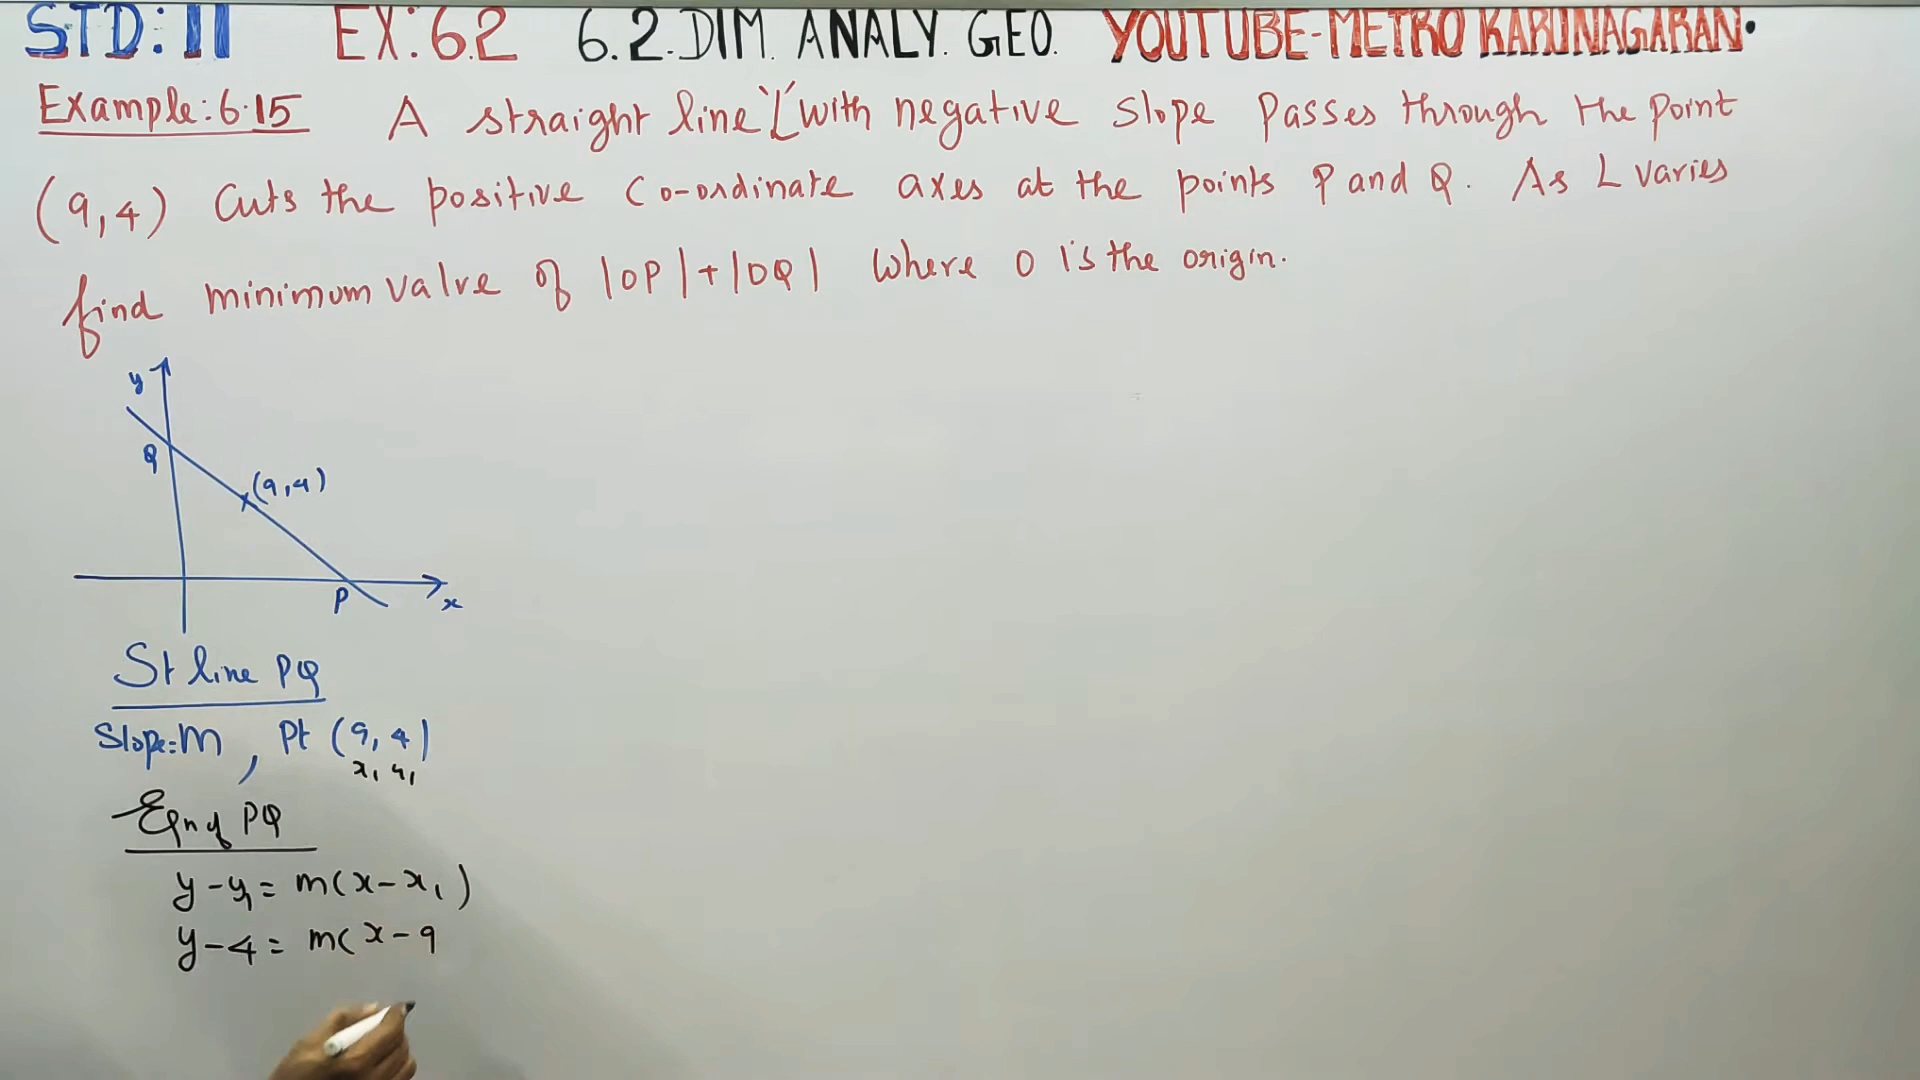 STD: 11 EX: 6.2 6.2.DIM. ANALY. GEO. YOUTUBE-METRO KARUNAGARAN.
Example: 6.15 A straight line 'L' with negative slope passes through the point
(9,4) Cuts the positive Co-ordinate axes at the points P and Q. As L varies
find minimum value of |OP|+|OQ| where O is the origin.
y
Q
(9,4)
P
x
St line PQ
Slope=m, Pt (9, 4)
x₁ y₁
Eqn of PQ
y-y₁ = m(x-x₁)
y-4 = m(x-9